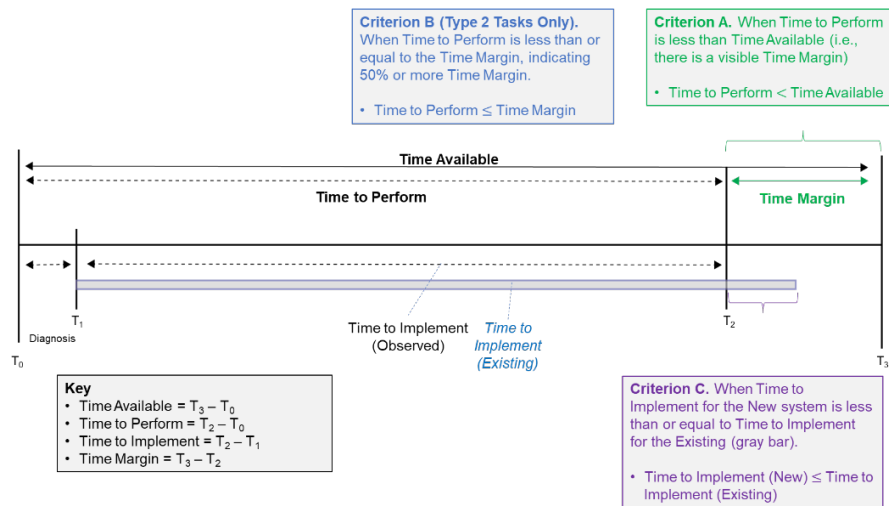 Criterion B (Type 2 Tasks Only).
When Time to Perform is less than or
equal to the Time Margin, indicating
50% or more Time Margin.
• Time to Perform ≤ Time Margin
Criterion A. When Time to Perform
is less than Time Available (i.e.,
there is a visible Time Margin)
• Time to Perform < Time Available
Time Available
Time to Perform
Time Margin
T1
T2
Diagnosis
T0
T3
Time to Implement
(Observed)
Time to
Implement
(Existing)
Key
• Time Available = T3 – T0
• Time to Perform = T2 – T0
• Time to Implement = T2 – T1
• Time Margin = T3 – T2
Criterion C. When Time to
Implement for the New system is less
than or equal to Time to Implement
for the Existing (gray bar).
• Time to Implement (New) ≤ Time to
Implement (Existing)